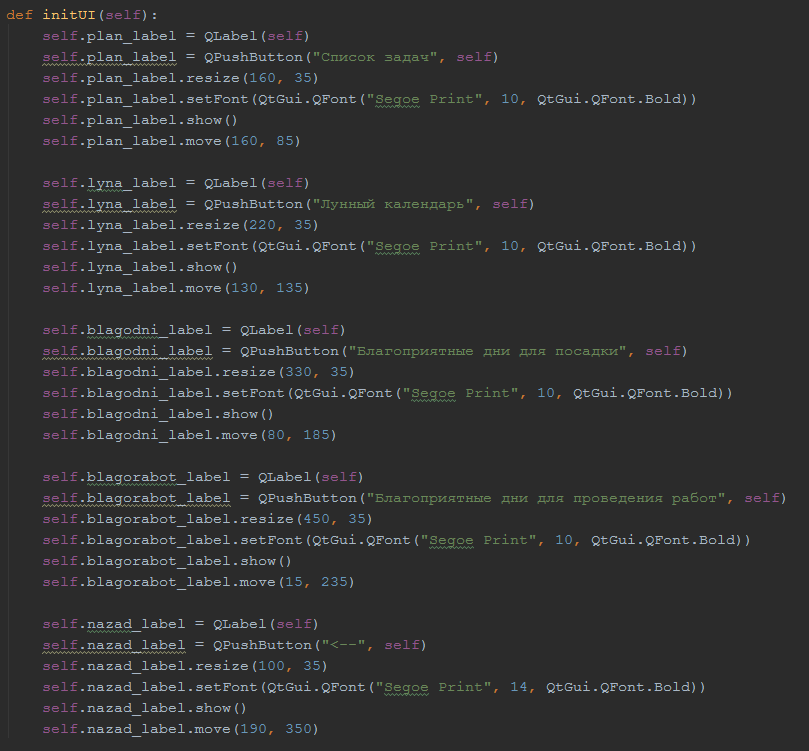 def initUI(self):
    self.plan_label = QLabel(self)
    self.plan_label = QPushButton("Список задач", self)
    self.plan_label.resize(160, 35)
    self.plan_label.setFont(QtGui.QFont("Segoe Print", 10, QtGui.QFont.Bold))
    self.plan_label.show()
    self.plan_label.move(160, 85)

    self.lyna_label = QLabel(self)
    self.lyna_label = QPushButton("Лунный календарь", self)
    self.lyna_label.resize(220, 35)
    self.lyna_label.setFont(QtGui.QFont("Segoe Print", 10, QtGui.QFont.Bold))
    self.lyna_label.show()
    self.lyna_label.move(130, 135)

    self.blagodni_label = QLabel(self)
    self.blagodni_label = QPushButton("Благоприятные дни для посадки", self)
    self.blagodni_label.resize(330, 35)
    self.blagodni_label.setFont(QtGui.QFont("Segoe Print", 10, QtGui.QFont.Bold))
    self.blagodni_label.show()
    self.blagodni_label.move(80, 185)

    self.blagorabot_label = QLabel(self)
    self.blagorabot_label = QPushButton("Благоприятные дни для проведения работ", self)
    self.blagorabot_label.resize(450, 35)
    self.blagorabot_label.setFont(QtGui.QFont("Segoe Print", 10, QtGui.QFont.Bold))
    self.blagorabot_label.show()
    self.blagorabot_label.move(15, 235)

    self.nazad_label = QLabel(self)
    self.nazad_label = QPushButton("<--", self)
    self.nazad_label.resize(100, 35)
    self.nazad_label.setFont(QtGui.QFont("Segoe Print", 14, QtGui.QFont.Bold))
    self.nazad_label.show()
    self.nazad_label.move(190, 350)